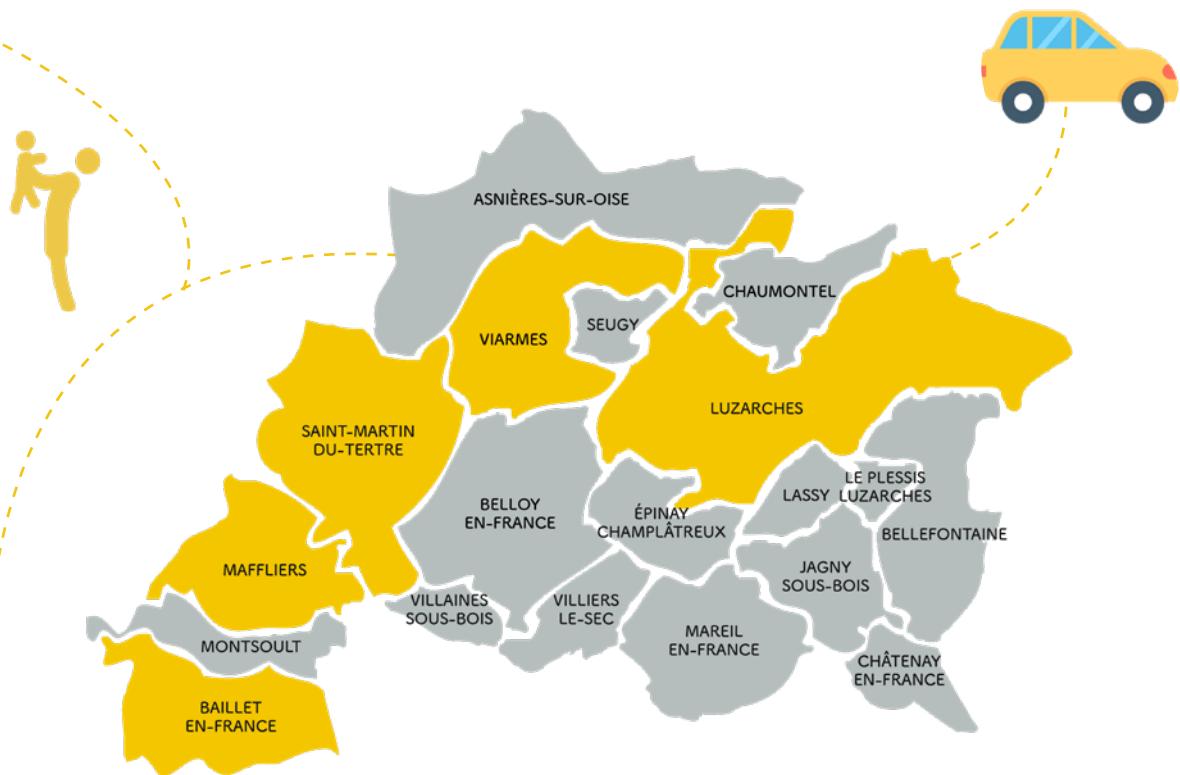 ASNIÈRES-SUR-OISE
CHAUMONTEL
SEUGY
VIARMES
LUZARCHES
SAINT-MARTIN
DU-TERTRE
BELLOY
EN-FRANCE
ÉPINAY
CHAMPLÂTREUX
LASSY
LE PLESSIS
LUZARCHES
BELLEFONTAINE
MAFFLIERS
JAGNY
SOUS-BOIS
VILLAINES
SOUS-BOIS
VILLIERS
LE-SEC
MAREIL
EN-FRANCE
MONTSOULT
CHÂTENAY
EN-FRANCE
BAILLET
EN-FRANCE